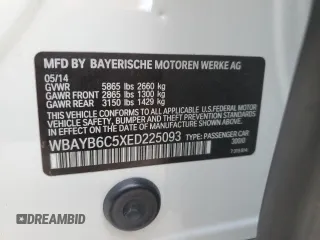 MFD BY BAYERISCHE MOTOREN WERKE AG
05/14
GVWR 5865 lbs 2660 kg
GAWR FRONT 2865 lbs 1300 kg
GAWR REAR 3150 lbs 1429 kg
THIS VEHICLE CONFORMS TO ALL APPLICABLE U.S.
FEDERAL MOTOR VEHICLE SAFETY, BUMPER, AND
THEFT PREVENTION STANDARDS IN EFFECT ON THE
DATE OF MANUFACTURE SHOWN ABOVE.
WBAYB6C5XED225093
TYPE: PASSENGER CAR
DREAMBID
dreambid.com